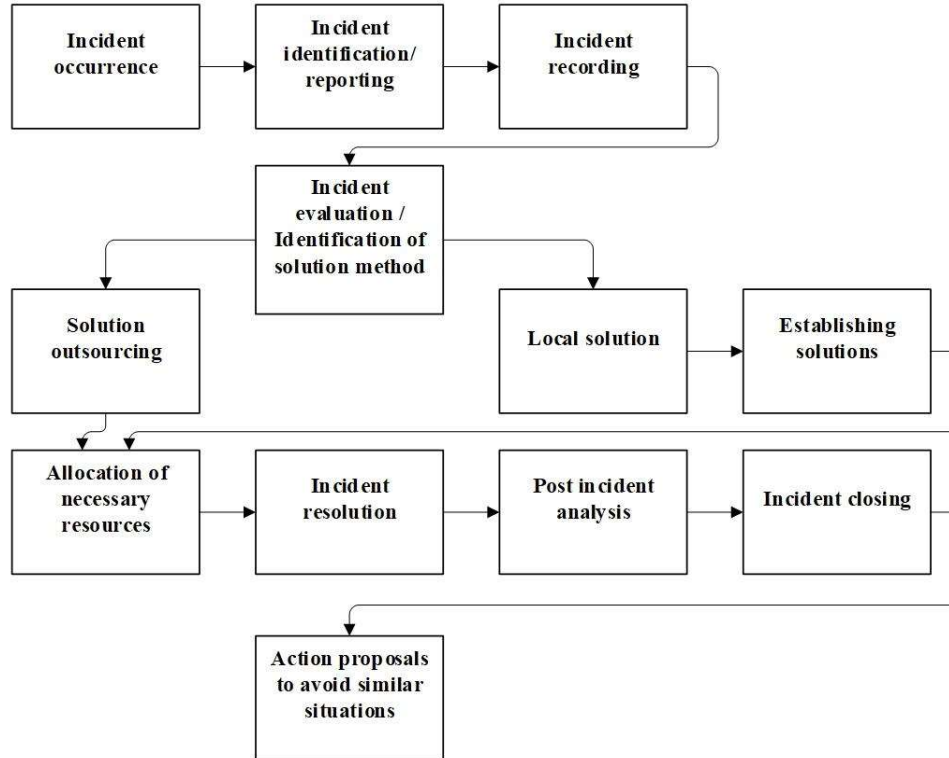 Incident
occurrence
Incident
identification/
reporting
Incident
recording
Incident
evaluation /
Identification of
solution method
Solution
outsourcing
Local solution
Establishing
solutions
Allocation of
necessary
resources
Incident
resolution
Post incident
analysis
Incident closing
Action proposals
to avoid similar
situations